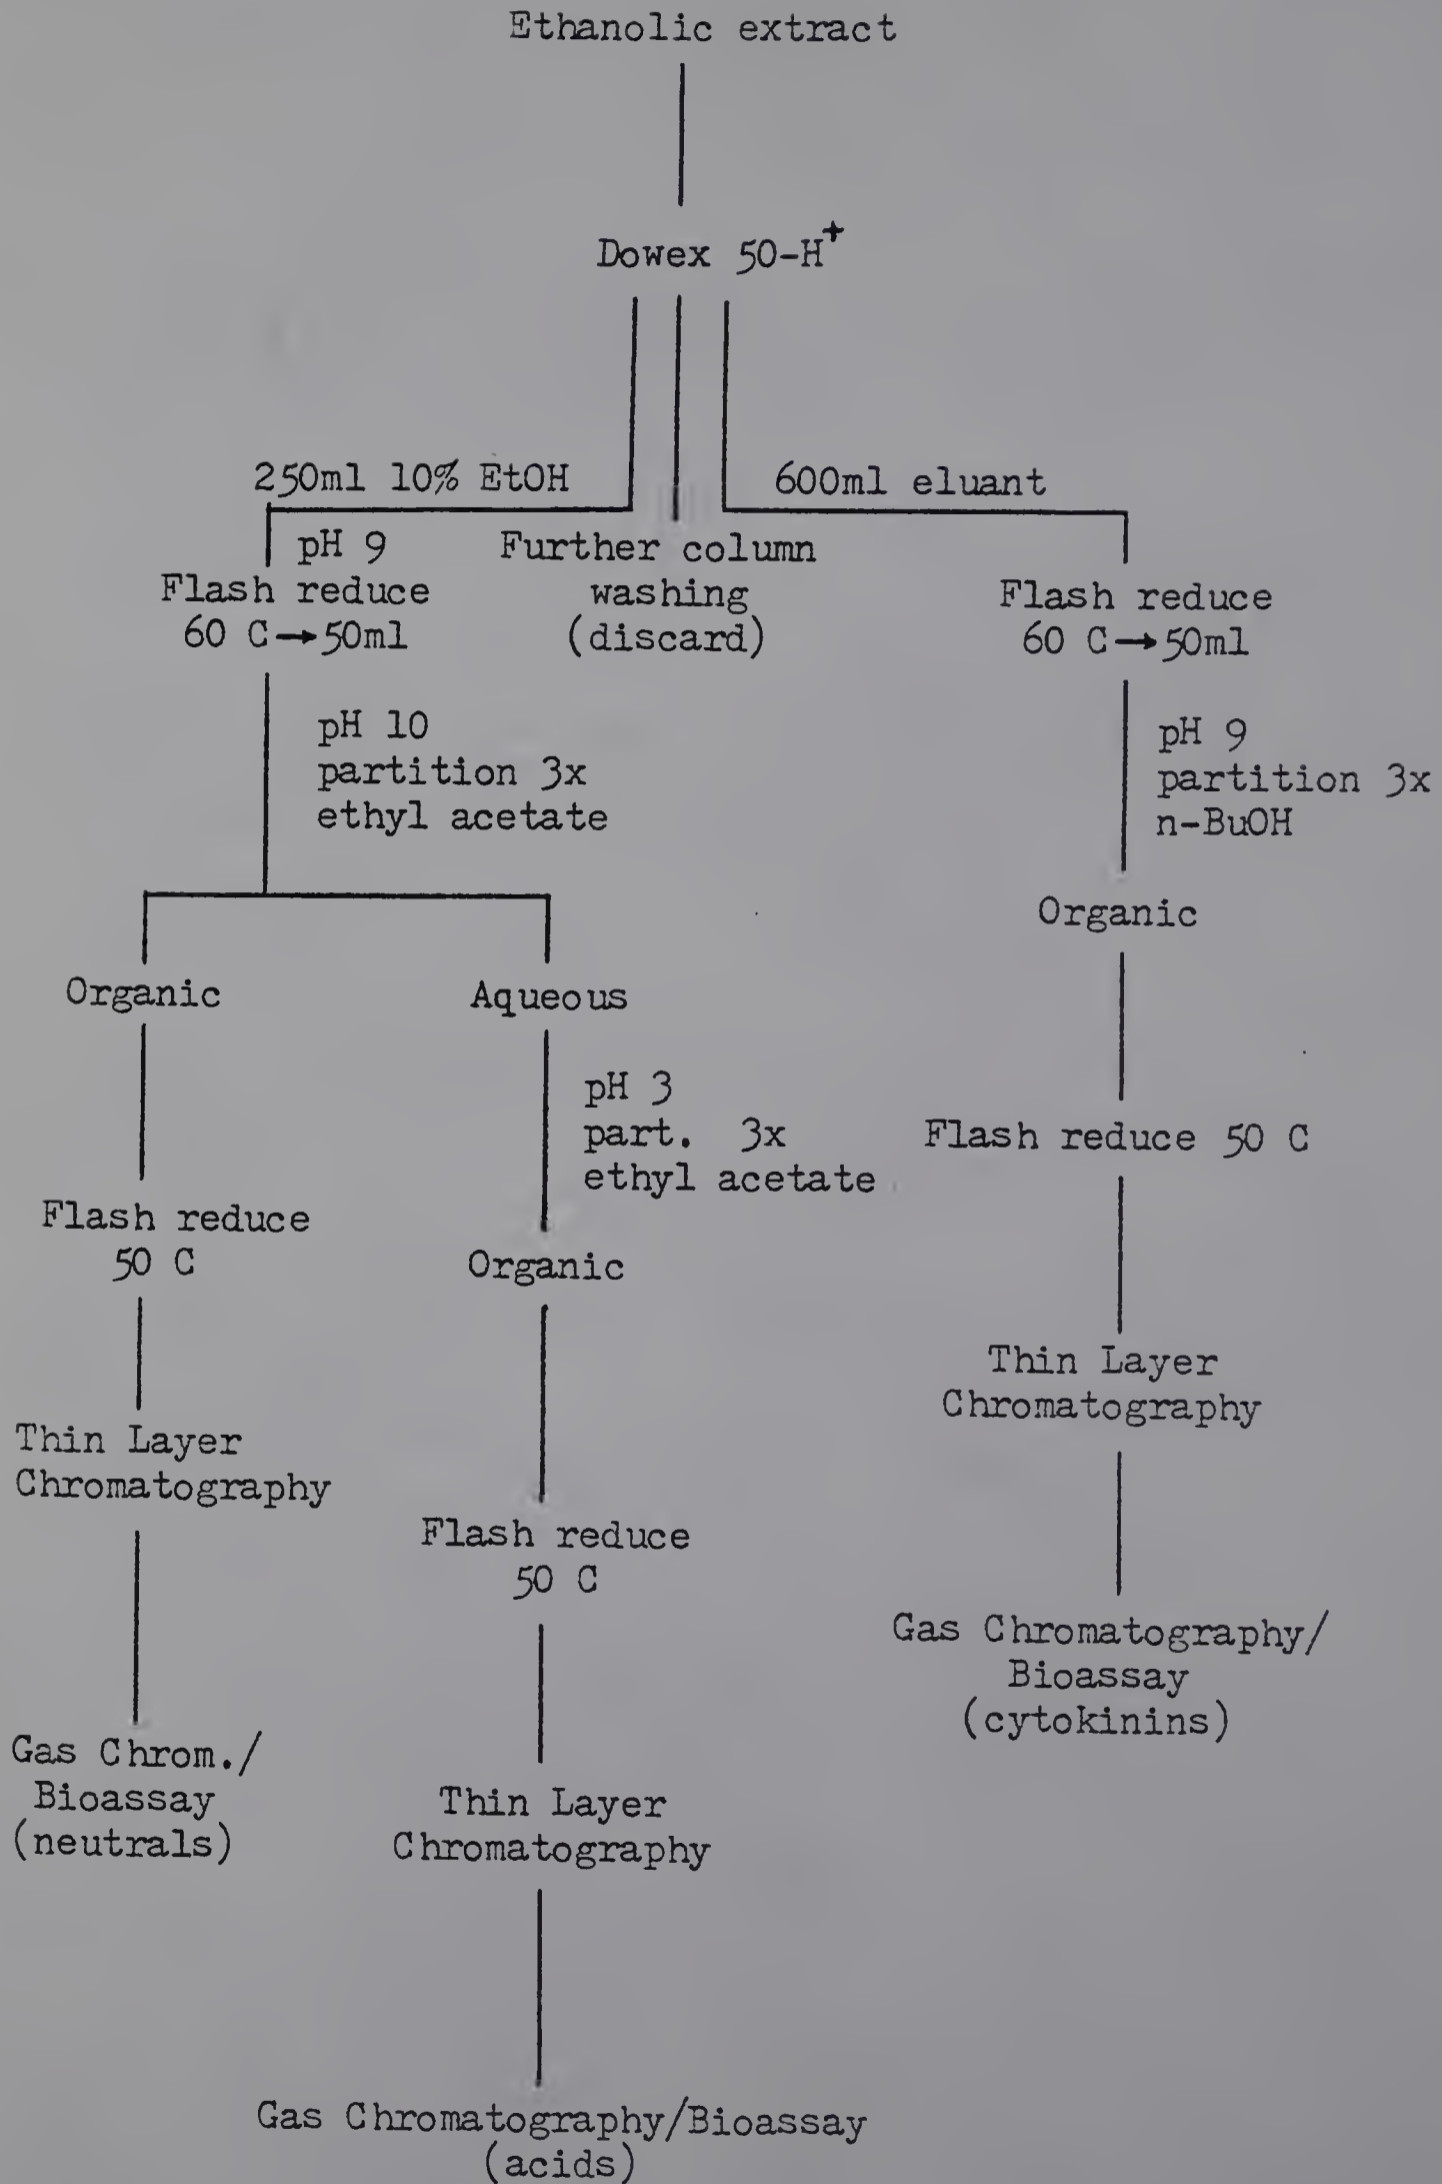 Ethanolic extract
Dowex 50-H+
250ml 10% EtOH
600ml eluant
pH 9
Flash reduce
60 C→50ml
Further column
washing
(discard)
Flash reduce
60 C→50ml
pH 10
partition 3x
ethyl acetate
pH 9
partition 3x
n-BuOH
Organic
Aqueous
Organic
pH 3
part. 3x
ethyl acetate
Flash reduce 50 C
Flash reduce
50 C
Organic
Thin Layer
Chromatography
Thin Layer
Chromatography
Flash reduce
50 C
Gas Chromatography/
Bioassay
(cytokinins)
Gas Chrom./
Bioassay
(neutrals)
Thin Layer
Chromatography
Gas Chromatography/Bioassay
(acids)